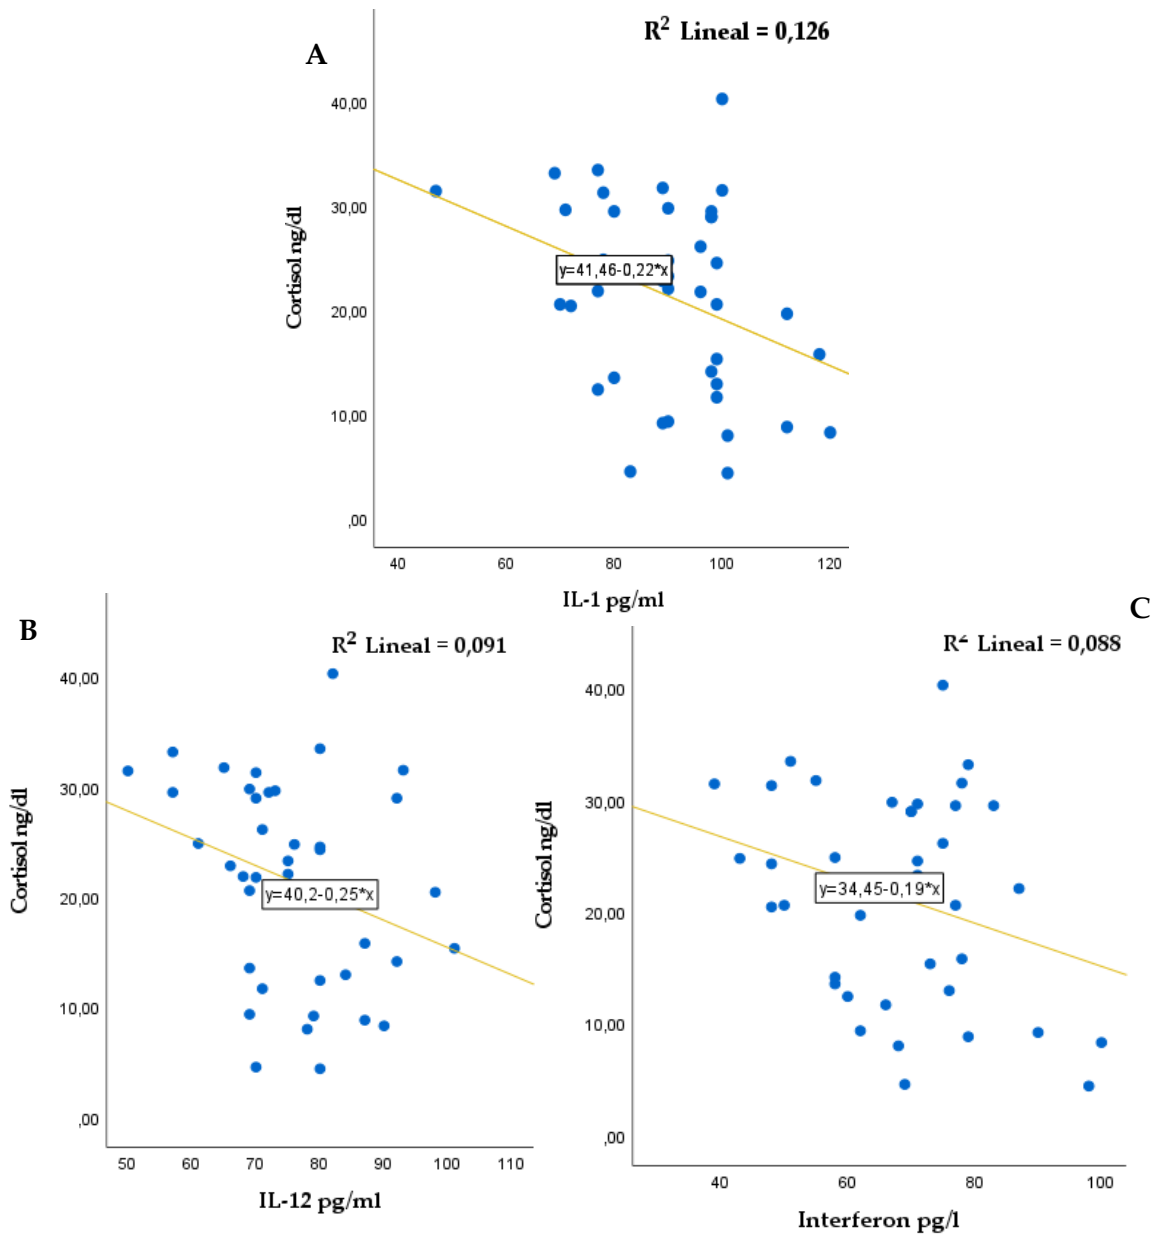 A
R² Lineal = 0,126
40,00
30,00
20,00
10,00
,00
Cortisol ng/dl
y=41,46-0,22*x
40 60 80 100 120
IL-1 pg/ml
B
R² Lineal = 0,091
40,00
30,00
20,00
10,00
,00
Cortisol ng/dl
y=40,2-0,25*x
50 60 70 80 90 100 110
IL-12 pg/ml
C
R² Lineal = 0,088
40,00
30,00
20,00
10,00
,00
Cortisol ng/dl
y=34,45-0,19*x
40 60 80 100
Interferon pg/l